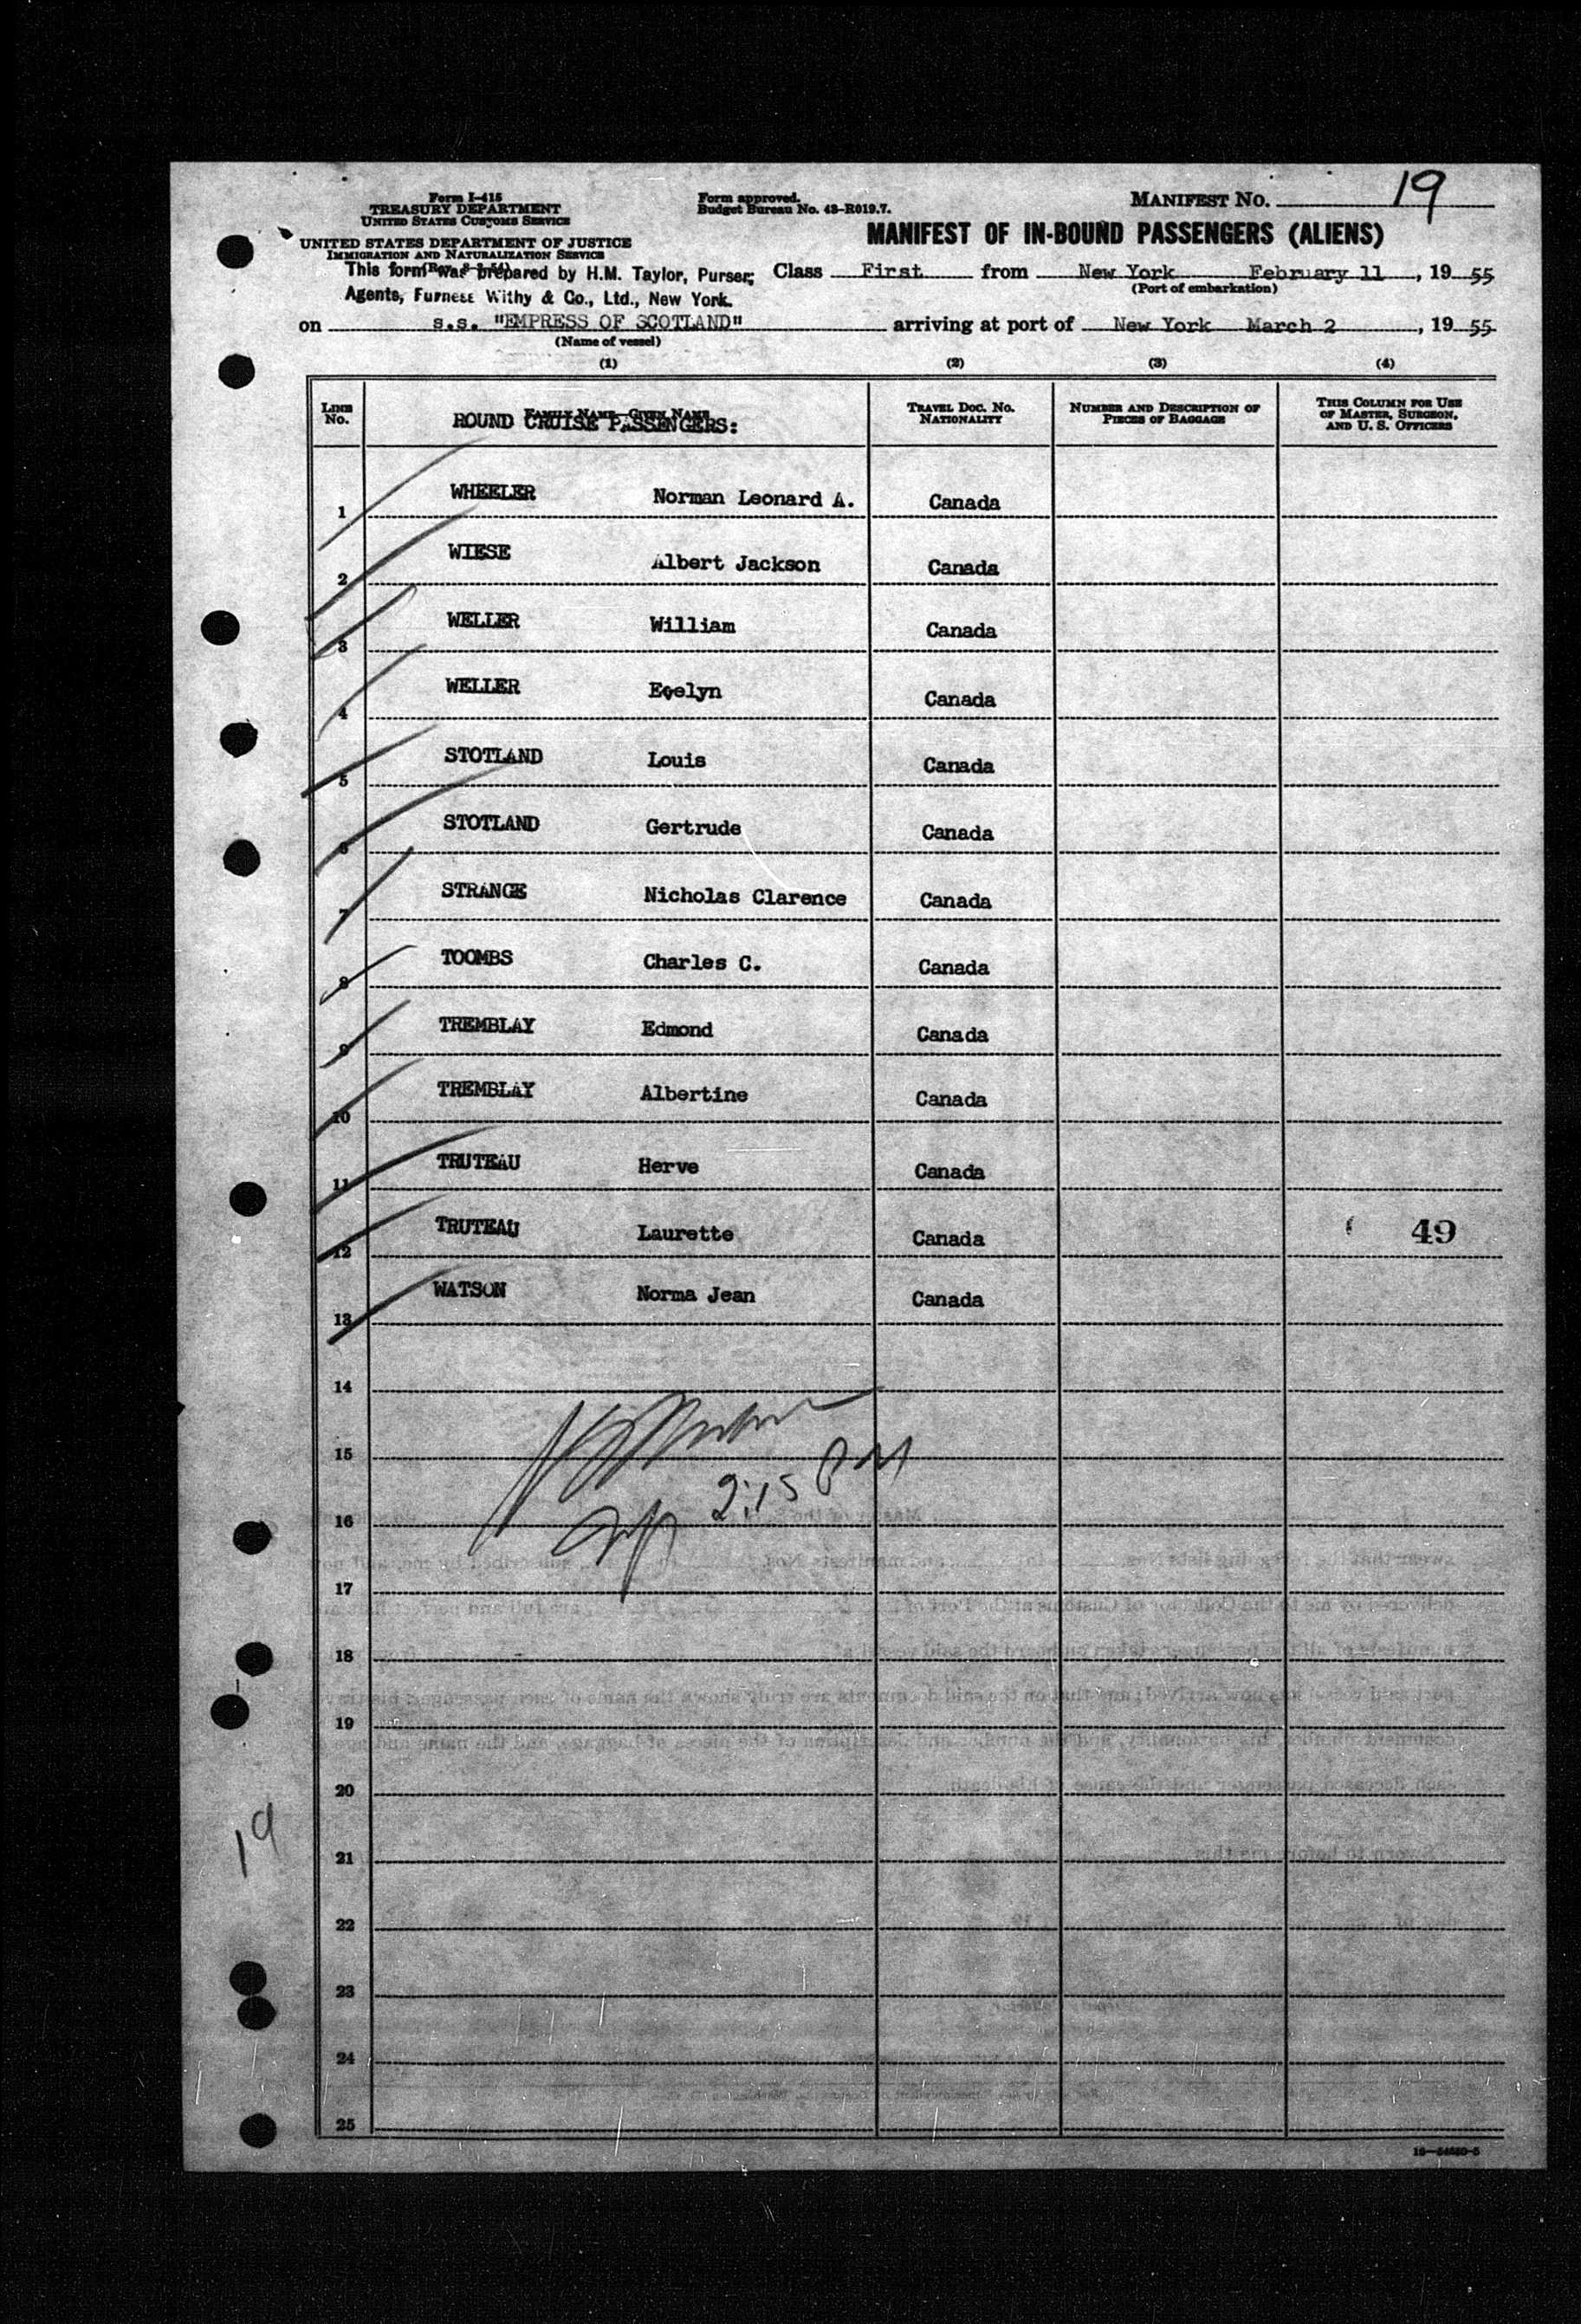 Form I-415
TREASURY DEPARTMENT
UNITED STATES CUSTOMS SERVICE
UNITED STATES DEPARTMENT OF JUSTICE
IMMIGRATION AND NATURALIZATION SERVICE
Form approved.
Budget Bureau No. 43-R019.7.
MANIFEST NO. 19
MANIFEST OF IN-BOUND PASSENGERS (ALIENS)
This form was prepared by H.M. Taylor, Purser,
Agents, Furness Withy & Co., Ltd., New York.
Class First from New York February 11, 19 55
(Port of embarkation)
on s.s. "EMPRESS OF SCOTLAND" arriving at port of New York March 2, 19 55
(Name of vessel)
(1) (2) (3) (4)
LINE NO. FAMILY NAME—GIVEN NAME TRAVEL DOC. NO. NATIONALITY NUMBER AND DESCRIPTION OF PIECES OF BAGGAGE THIS COLUMN FOR USE OF MASTER, SURGEON, AND U. S. OFFICERS
ROUND CRUISE PASSENGERS:
1 WHEELER Norman Leonard A. Canada
2 WIESE Albert Jackson Canada
3 WELLER William Canada
4 WELLER Evelyn Canada
5 STOTLAND Louis Canada
6 STOTLAND Gertrude Canada
7 STRANGE Nicholas Clarence Canada
8 TOOMBS Charles C. Canada
9 TREMBLAY Edmond Canada
10 TREMBLAY Albertine Canada
11 TRUTEAU Herve Canada
12 TRUTEAU Laurette Canada 49
13 WATSON Norma Jean Canada
14
15
2:15 PM
16
17
18
19
20
19
21
22
23
24
25